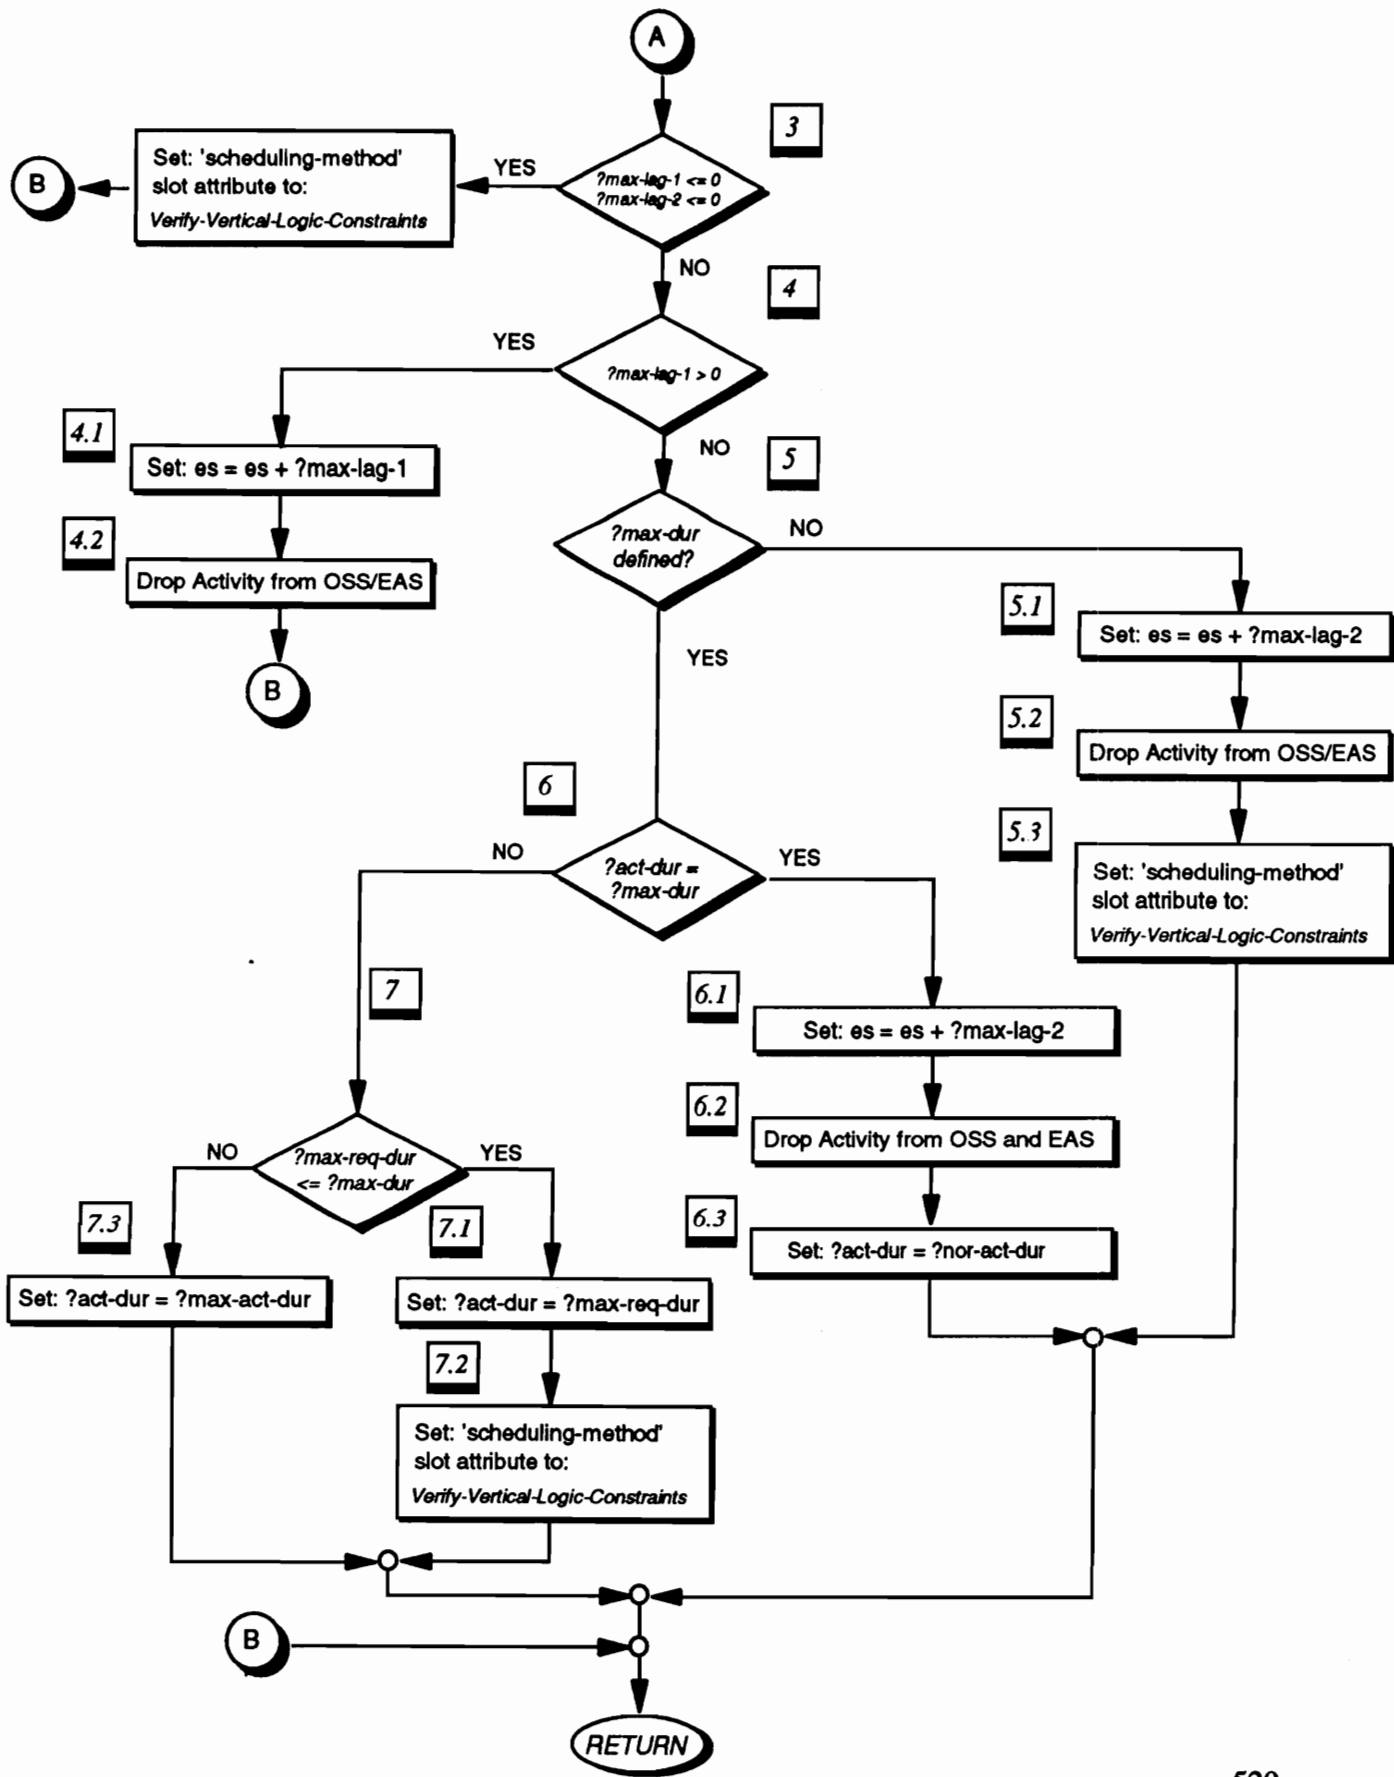 A
3
Set: 'scheduling-method'
slot attribute to:
Verify-Vertical-Logic-Constraints
B
YES
?max-lag-1 <= 0
?max-lag-2 <= 0
NO
4
YES
?max-lag-1 > 0
NO
4.1
Set: es = es + ?max-lag-1
4.2
Drop Activity from OSS/EAS
B
5
?max-dur
defined?
NO
YES
5.1
Set: es = es + ?max-lag-2
5.2
Drop Activity from OSS/EAS
5.3
Set: 'scheduling-method'
slot attribute to:
Verify-Vertical-Logic-Constraints
6
NO
?act-dur =
?max-dur
YES
6.1
Set: es = es + ?max-lag-2
6.2
Drop Activity from OSS and EAS
6.3
Set: ?act-dur = ?nor-act-dur
7
NO
?max-req-dur
<= ?max-dur
YES
7.3
Set: ?act-dur = ?max-act-dur
7.1
Set: ?act-dur = ?max-req-dur
7.2
Set: 'scheduling-method'
slot attribute to:
Verify-Vertical-Logic-Constraints
B
RETURN